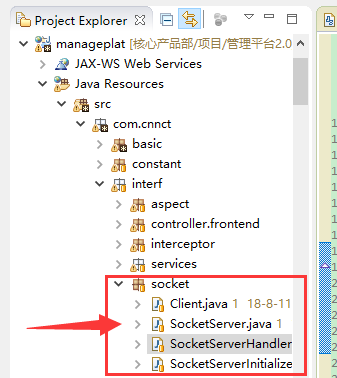 Project Explorer
manageplat [核心产品部/项目/管理平台2.0
JAX-WS Web Services
Java Resources
src
com.cnnct
basic
constant
interf
aspect
controller.frontend
interceptor
services
socket
Client.java 1 18-8-11
SocketServer.java 1
SocketServerHandler
SocketServerInitialize